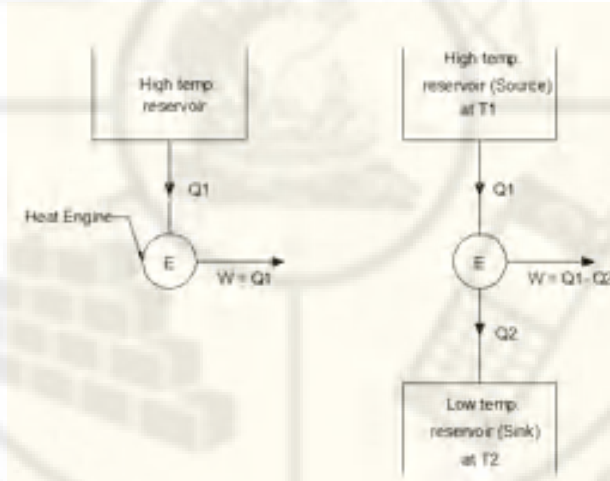 High temp.
reservoir
Q1
Heat Engine
E
W = Q1
High temp.
reservoir (Source)
at T1
Q1
E
W = Q1- Q2
Q2
Low temp.
reservoir (Sink)
at T2